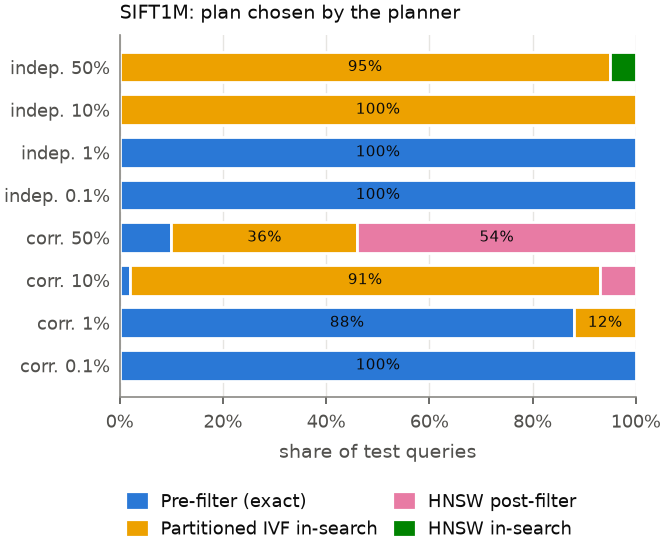 SIFT1M: plan chosen by the planner
indep. 50%
95%
indep. 10%
100%
indep. 1%
100%
indep. 0.1%
100%
corr. 50%
36%
54%
corr. 10%
91%
corr. 1%
88%
12%
corr. 0.1%
100%
0%
20%
40%
60%
80%
100%
share of test queries
Pre-filter (exact)
HNSW post-filter
Partitioned IVF in-search
HNSW in-search